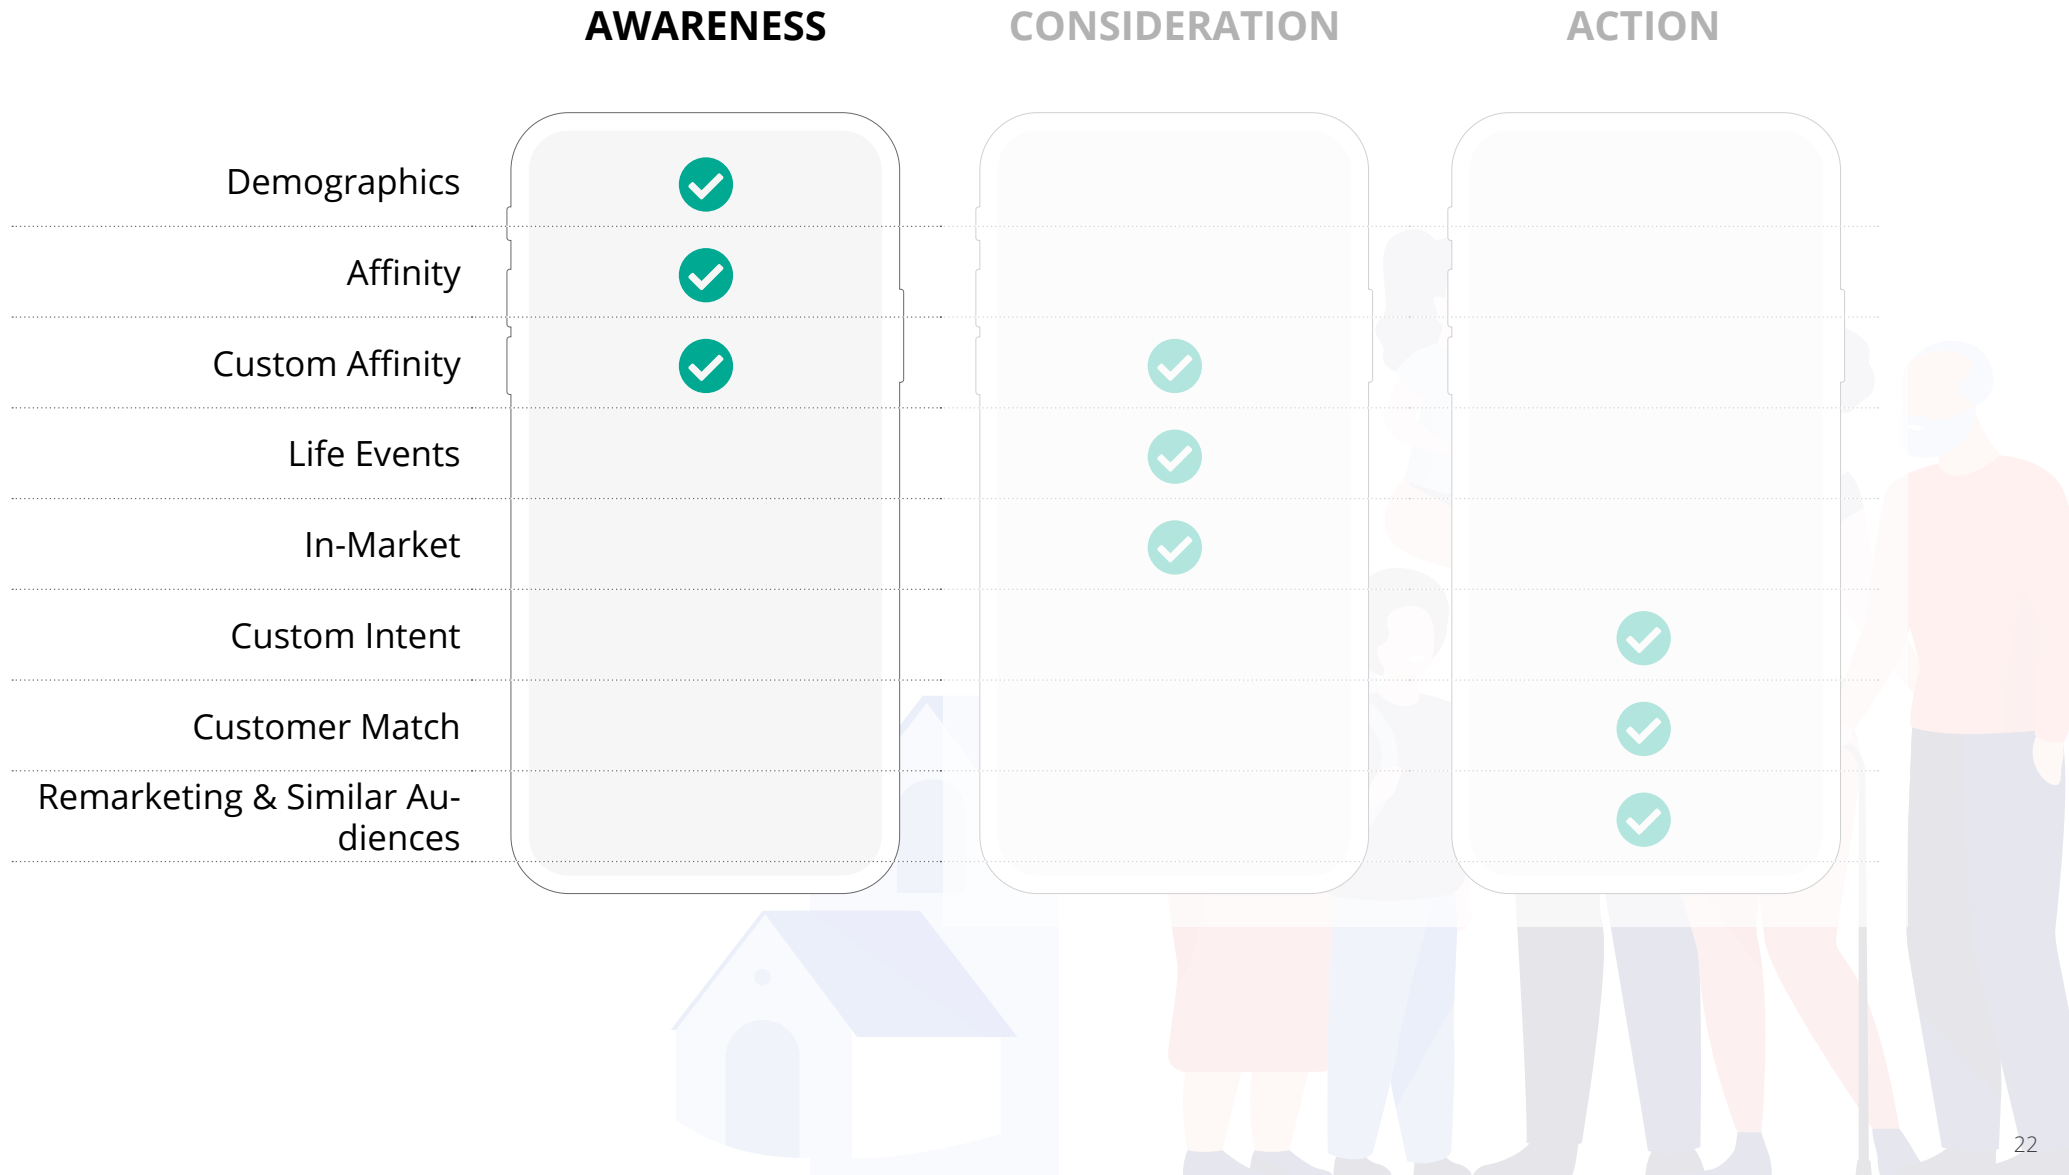 AWARENESS CONSIDERATION ACTION
Demographics
Affinity
Custom Affinity
Life Events
In-Market
Custom Intent
Customer Match
Remarketing & Similar Au-
diences
22